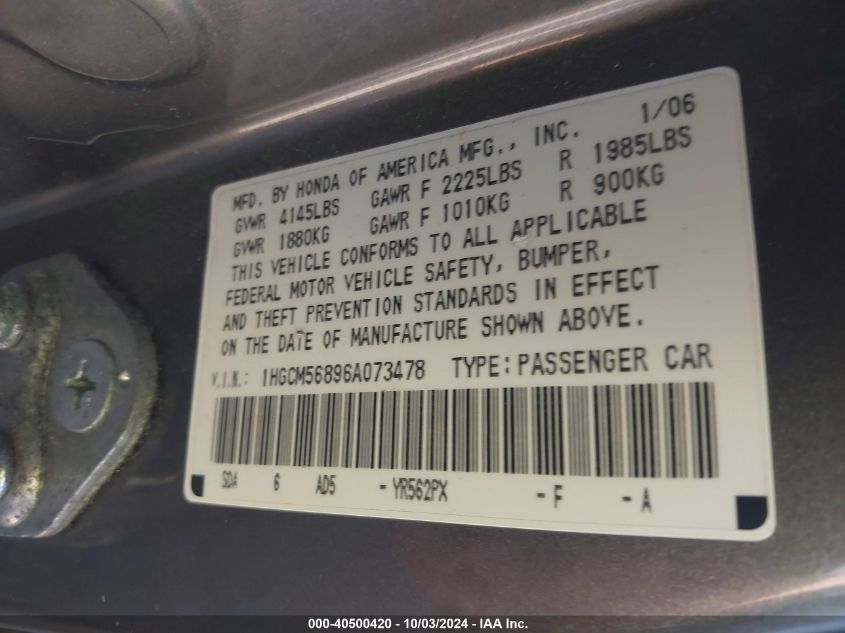 MFD. BY HONDA OF AMERICA MFG., INC. 1/06
GVWR 4145LBS GAWR F 2225LBS R 1985LBS
GVWR 1880KG GAWR F 1010KG R 900KG
THIS VEHICLE CONFORMS TO ALL APPLICABLE
FEDERAL MOTOR VEHICLE SAFETY, BUMPER,
AND THEFT PREVENTION STANDARDS IN EFFECT
ON THE DATE OF MANUFACTURE SHOWN ABOVE.
V.I.N.: 1HGCM56896A073478 TYPE:PASSENGER CAR
SDA 6 AD5 -YR562PX -F -A
000-40500420 - 10/03/2024 - IAA Inc.